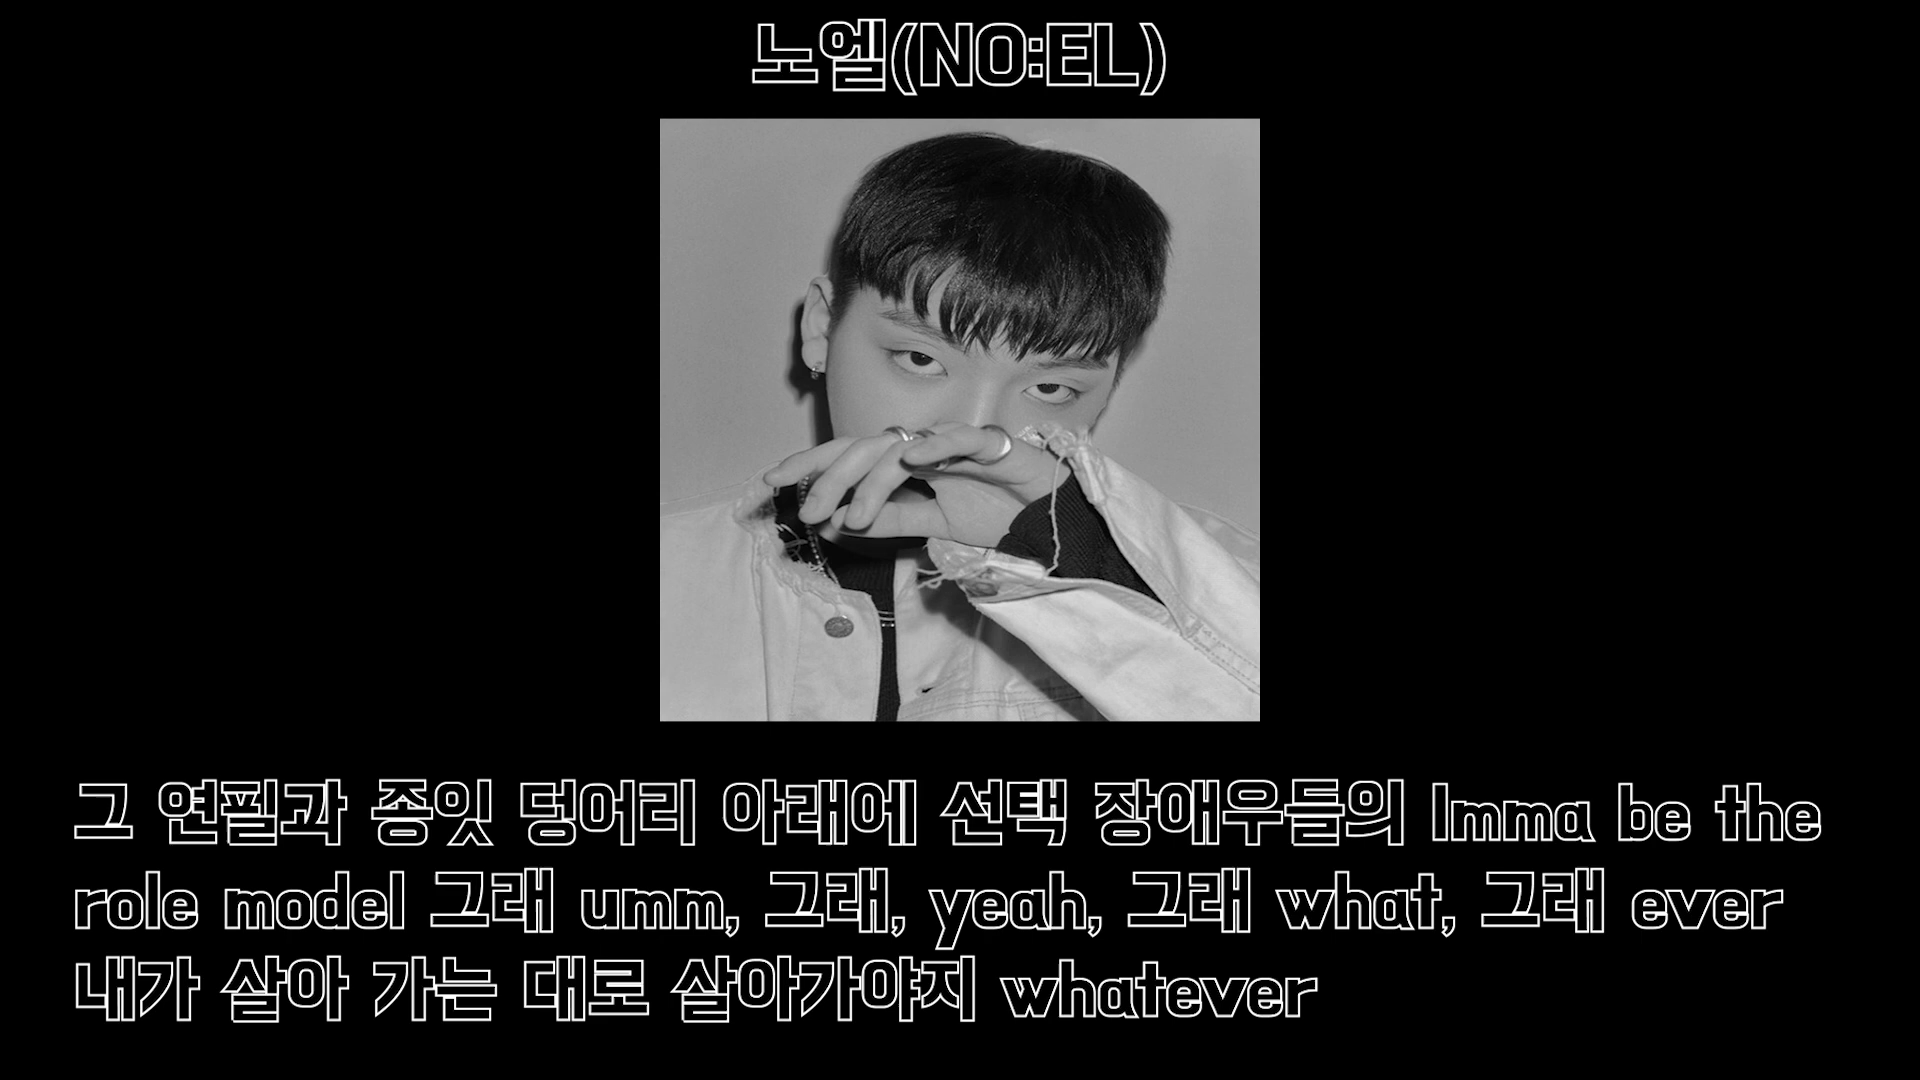 노엘(NO:EL)
그 연필과 종잇 덩어리 아래에 선택 장애우들의 Imma be the
role model 그래 umm, 그래, yeah, 그래 what, 그래 ever
내가 살아 가는 대로 살아가야지 whatever